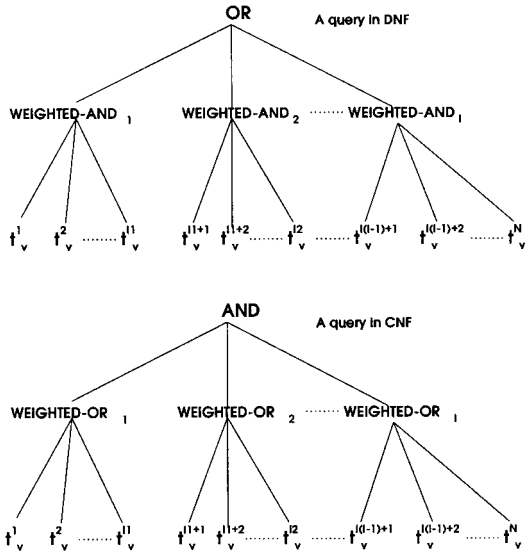 OR A query in DNF
WEIGHTED-AND 1 WEIGHTED-AND 2 ........ WEIGHTED-AND I
t v 1 t v 2 ........ t v I1 t v I1+1 t v I1+2 ........ t v I2 ........ t v I(I-1)+1 t v I(I-1)+2 ........ t v N
AND A query in CNF
WEIGHTED-OR 1 WEIGHTED-OR 2 ........ WEIGHTED-OR I
t v 1 t v 2 ........ t v I1 t v I1+1 t v I1+2 ........ t v I2 ........ t v I(I-1)+1 t v I(I-1)+2 ........ t v N